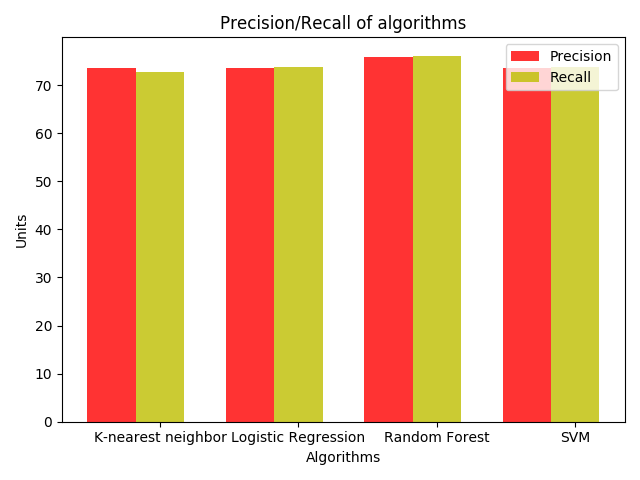 Precision/Recall of algorithms
Precision
Recall
Units
70
60
50
40
30
20
10
0
K-nearest neighbor Logistic Regression Random Forest SVM
Algorithms